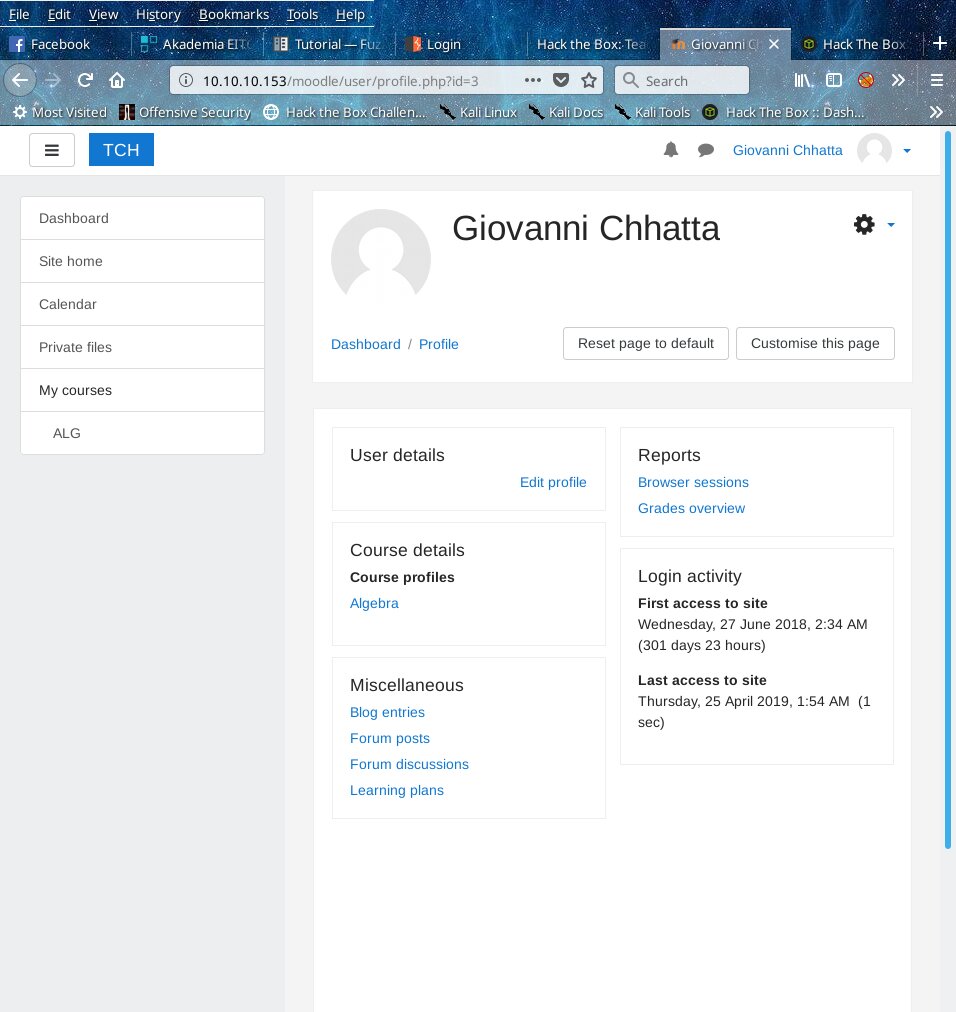 File Edit View History Bookmarks Tools Help
Facebook Akademia EITC Tutorial — Fuz Login Hack the Box: Tea Giovanni C Hack The Box
10.10.10.153/moodle/user/profile.php?id=3 Search
Most Visited Offensive Security Hack the Box Challen... Kali Linux Kali Docs Kali Tools Hack The Box :: Dash...
TCH Giovanni Chhatta
Dashboard
Site home
Calendar
Private files
My courses
ALG
Giovanni Chhatta
Dashboard / Profile Reset page to default Customise this page
User details
Edit profile
Course details
Course profiles
Algebra
Miscellaneous
Blog entries
Forum posts
Forum discussions
Learning plans
Reports
Browser sessions
Grades overview
Login activity
First access to site
Wednesday, 27 June 2018, 2:34 AM
(301 days 23 hours)
Last access to site
Thursday, 25 April 2019, 1:54 AM (1
sec)